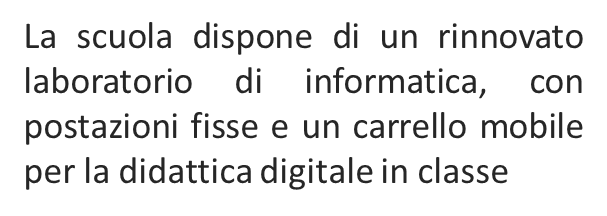 La scuola dispone di un rinnovato
laboratorio di informatica, con
postazioni fisse e un carrello mobile
per la didattica digitale in classe